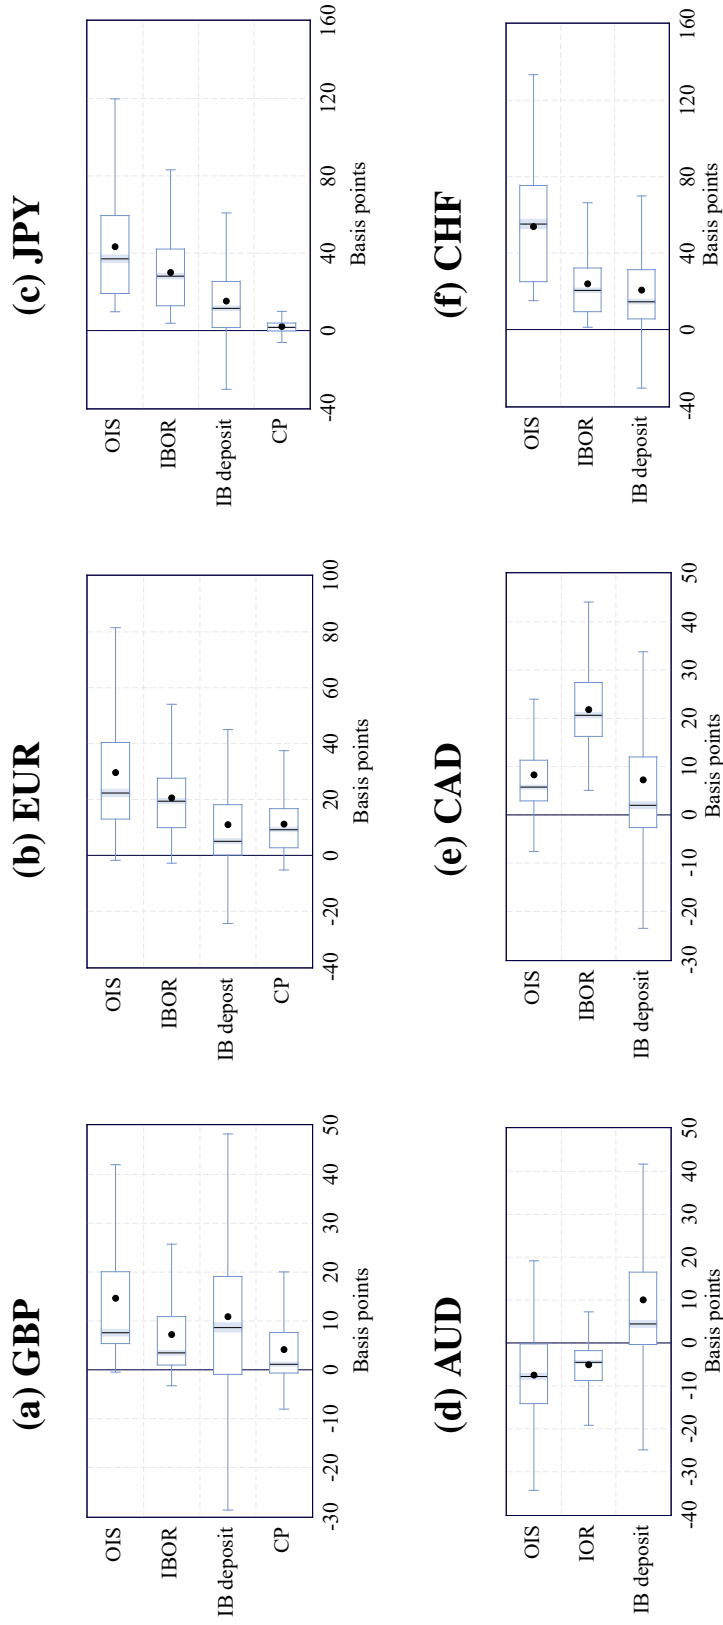 (a) GBP
OIS
IBOR
IB deposit
CP
-30 -20 -10 0 10 20 30 40 50
Basis points
(b) EUR
OIS
IBOR
IB depost
CP
-40 -20 0 20 40 60 80 100
Basis points
(c) JPY
OIS
IBOR
IB deposit
CP
-40 0 40 80 120 160
Basis points
(d) AUD
OIS
IOR
IB deposit
-40 -30 -20 -10 0 10 20 30 40 50
Basis points
(e) CAD
OIS
IBOR
IB deposit
-30 -20 -10 0 10 20 30 40 50
Basis points
(f) CHF
OIS
IBOR
IB deposit
-40 0 40 80 120 160
Basis points